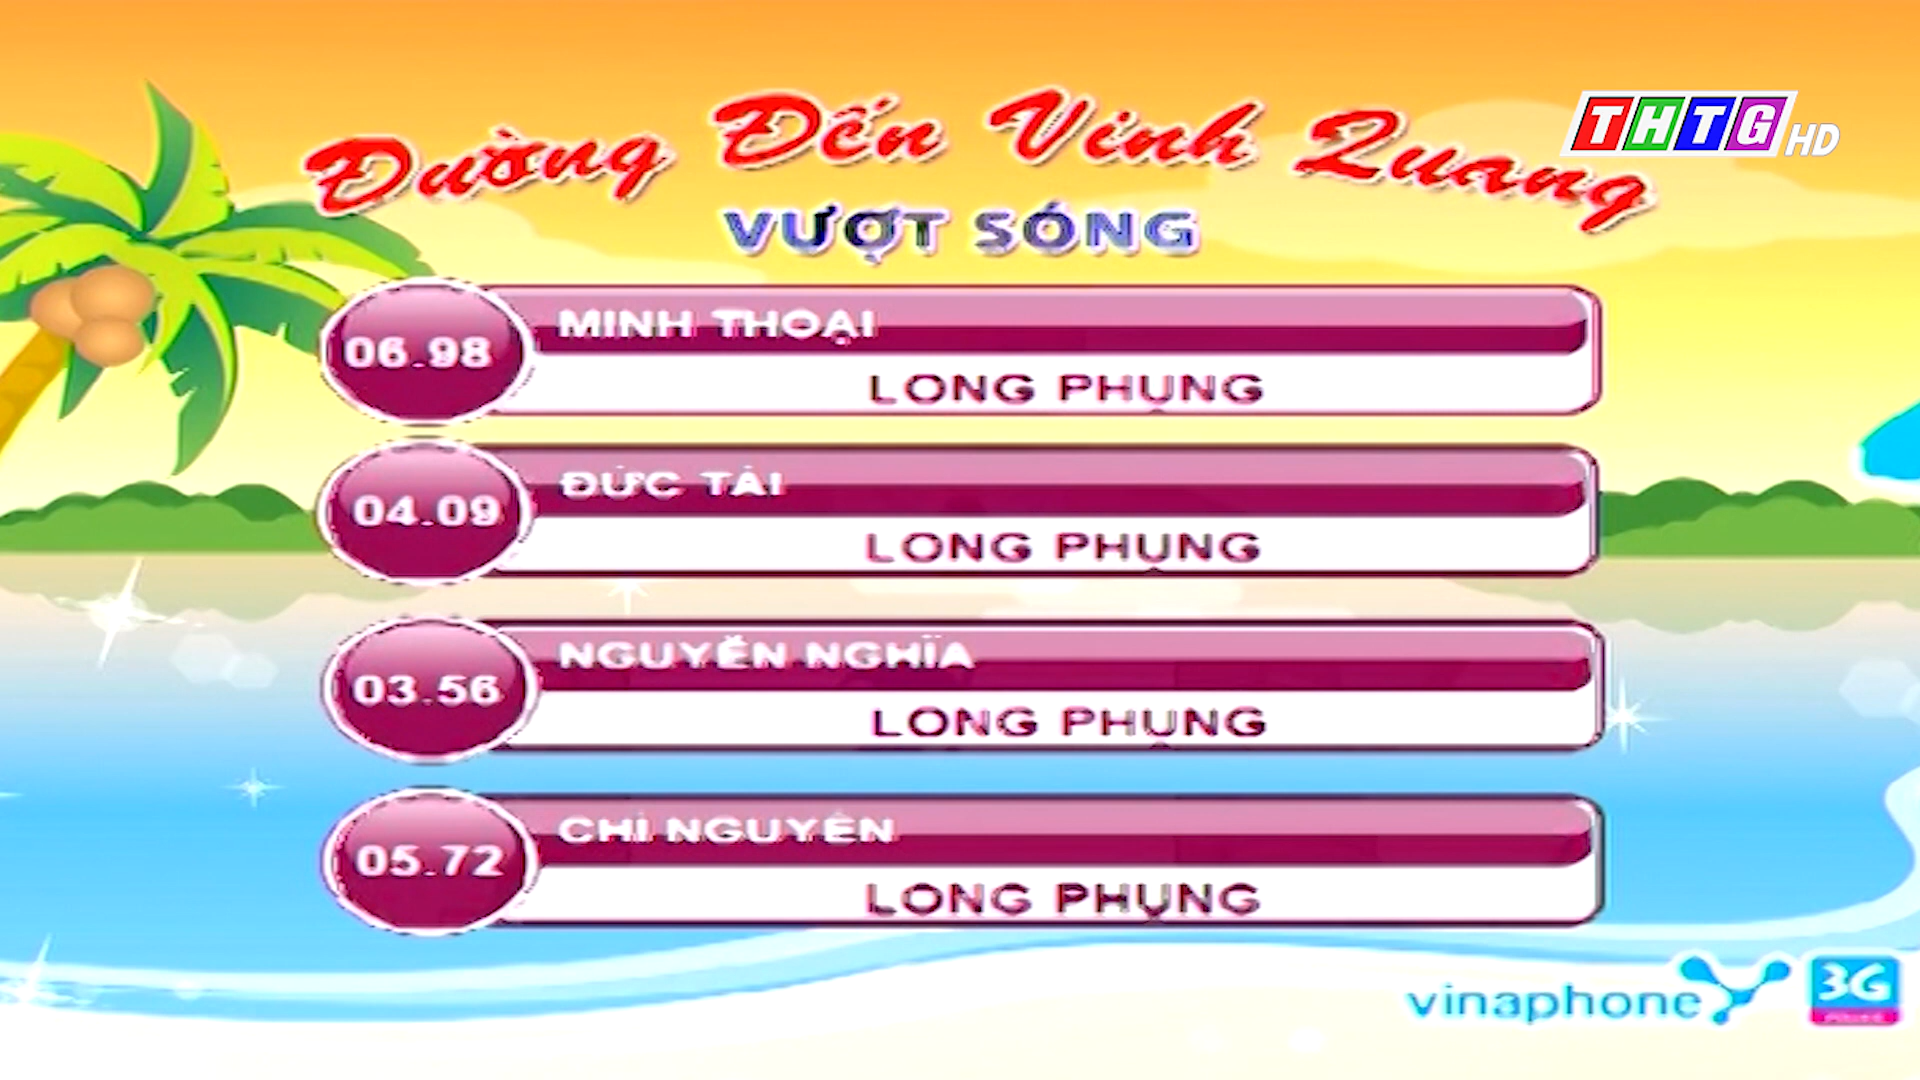 Đường Đến Vinh Quang
THTG HD
VƯỢT SÓNG
MINH THOẠI
06.98
LONG PHỤNG
ĐỨC TÀI
04.09
LONG PHỤNG
NGUYỄN NGHĨA
03.56
LONG PHỤNG
CHÍ NGUYÊN
05.72
LONG PHỤNG
vinaphone
3G